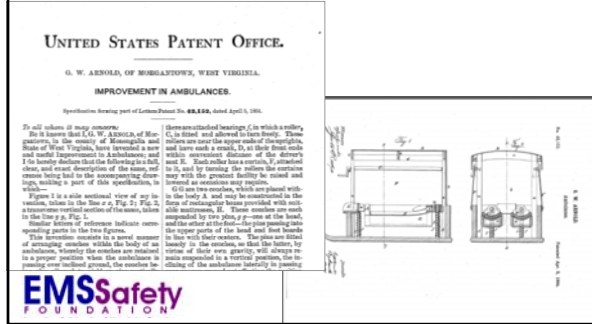 UNITED STATES PATENT OFFICE.
G. W. ARNOLD, OF MORGANTOWN, WEST VIRGINIA.
IMPROVEMENT IN AMBULANCES.
Specification forming part of Letters Patent No. dated April 5, 1864.
To all whom it may concern:
Be it known that I, G. W. ARNOLD, of Mor-
gantown, in the county of Monongalia and
State of West Virginia, have invented a new
and useful Improvement in Ambulances; and
I do hereby declare that the following is a full,
clear, and exact description of the same, ref-
erence being had to the accompanying draw-
ings, making a part of this specification, in
which—
Figure 1 is a side sectional view of my in-
vention, taken in the line x x, Fig. 2; Fig. 2,
a transverse vertical section of the same, taken
in the line y y, Fig. 1.
Similar letters of reference indicate corre-
sponding parts in the two figures.
This invention consists in a novel manner
of arranging couches within the body of an
ambulance, whereby the couches are retained
in a proper position when the ambulance is
passing over inclined ground, the couches be-
there are attached bearings f, in which a roller,
C, is fitted and allowed to turn freely. These
rollers are near the upper ends of the uprights,
and have each a crank, D, at their front ends
within convenient distance of the driver's
seat E. Each roller has a curtain, F, attached
to it, and by turning the rollers the curtains
may with the greatest facility be raised and
lowered as occasion may require.
G G are two couches, which are placed with-
in the body A and may be constructed in the
form of rectangular boxes provided with suit-
able mattresses, H. These couches are each
suspended by two pins, g g—one at the head,
and the other at the foot—the pins passing into
the upper parts of the head and foot boards
in line with their centers. The pins are fitted
loosely in the couches, so that the latter, by
virtue of their own gravity, will always re-
main suspended in a vertical position, the in-
clining of the ambulance laterally in passing
EMSSafety
FOUNDATION
G. W. ARNOLD
Patented Apr. 5, 1864.